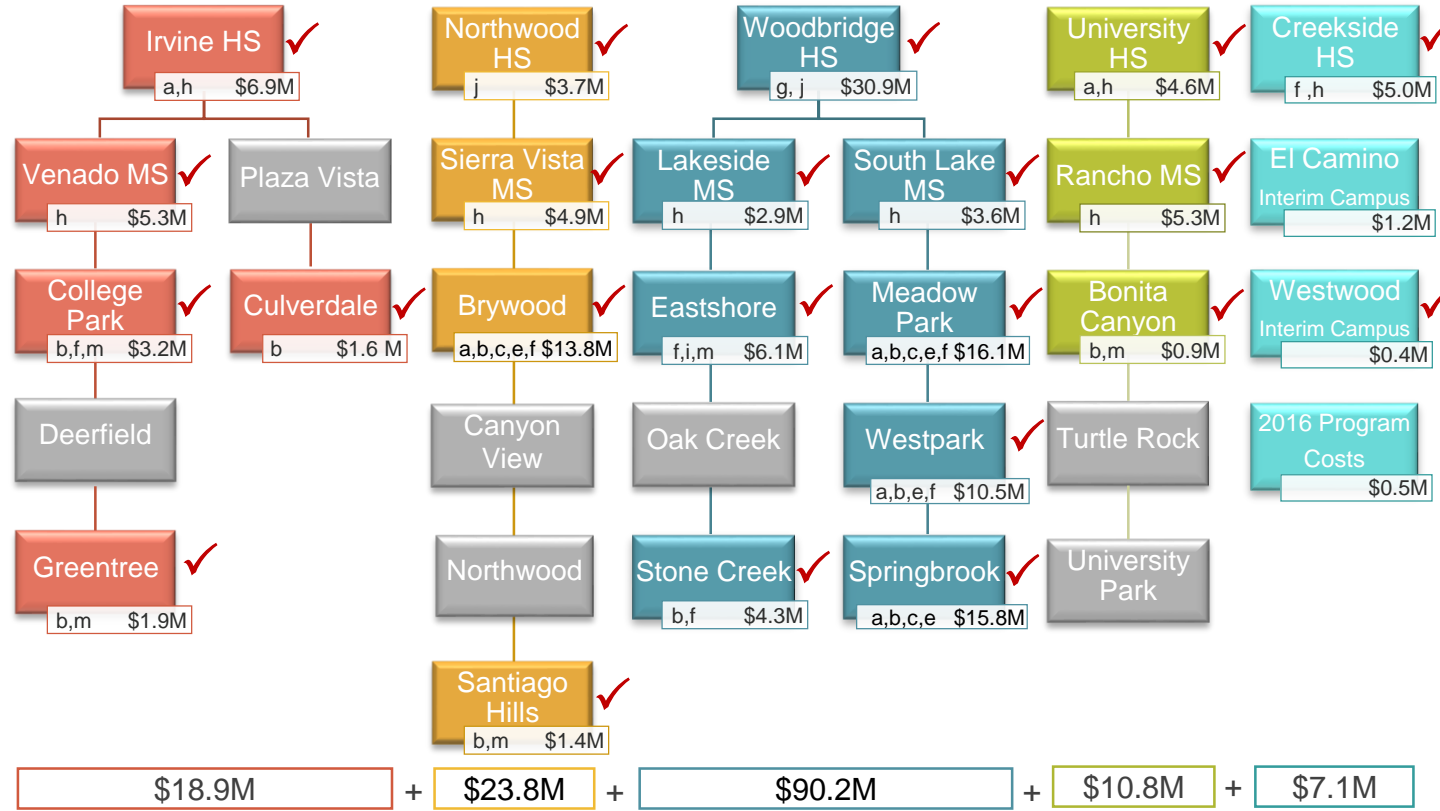 Irvine HS
a,h $6.9M
Northwood
HS
j $3.7M
Woodbridge
HS
g, j $30.9M
University
HS
a,h $4.6M
Creekside
HS
f ,h $5.0M
Venado MS
h $5.3M
Plaza Vista
Sierra Vista
MS
h $4.9M
Lakeside
MS
h $2.9M
South Lake
MS
h $3.6M
Rancho MS
h $5.3M
El Camino
Interim Campus
$1.2M
College
Park
b,f,m $3.2M
Culverdale
b $1.6 M
Brywood
a,b,c,e,f $13.8M
Eastshore
f,i,m $6.1M
Meadow
Park
a,b,c,e,f $16.1M
Bonita
Canyon
b,m $0.9M
Westwood
Interim Campus
$0.4M
Deerfield
Canyon
View
Oak Creek
Westpark
a,b,e,f $10.5M
Turtle Rock
2016 Program
Costs
$0.5M
Greentree
b,m $1.9M
Northwood
Stone Creek
b,f $4.3M
Springbrook
a,b,c,e $15.8M
University
Park
Santiago
Hills
b,m $1.4M
$18.9M + $23.8M + $90.2M + $10.8M + $7.1M